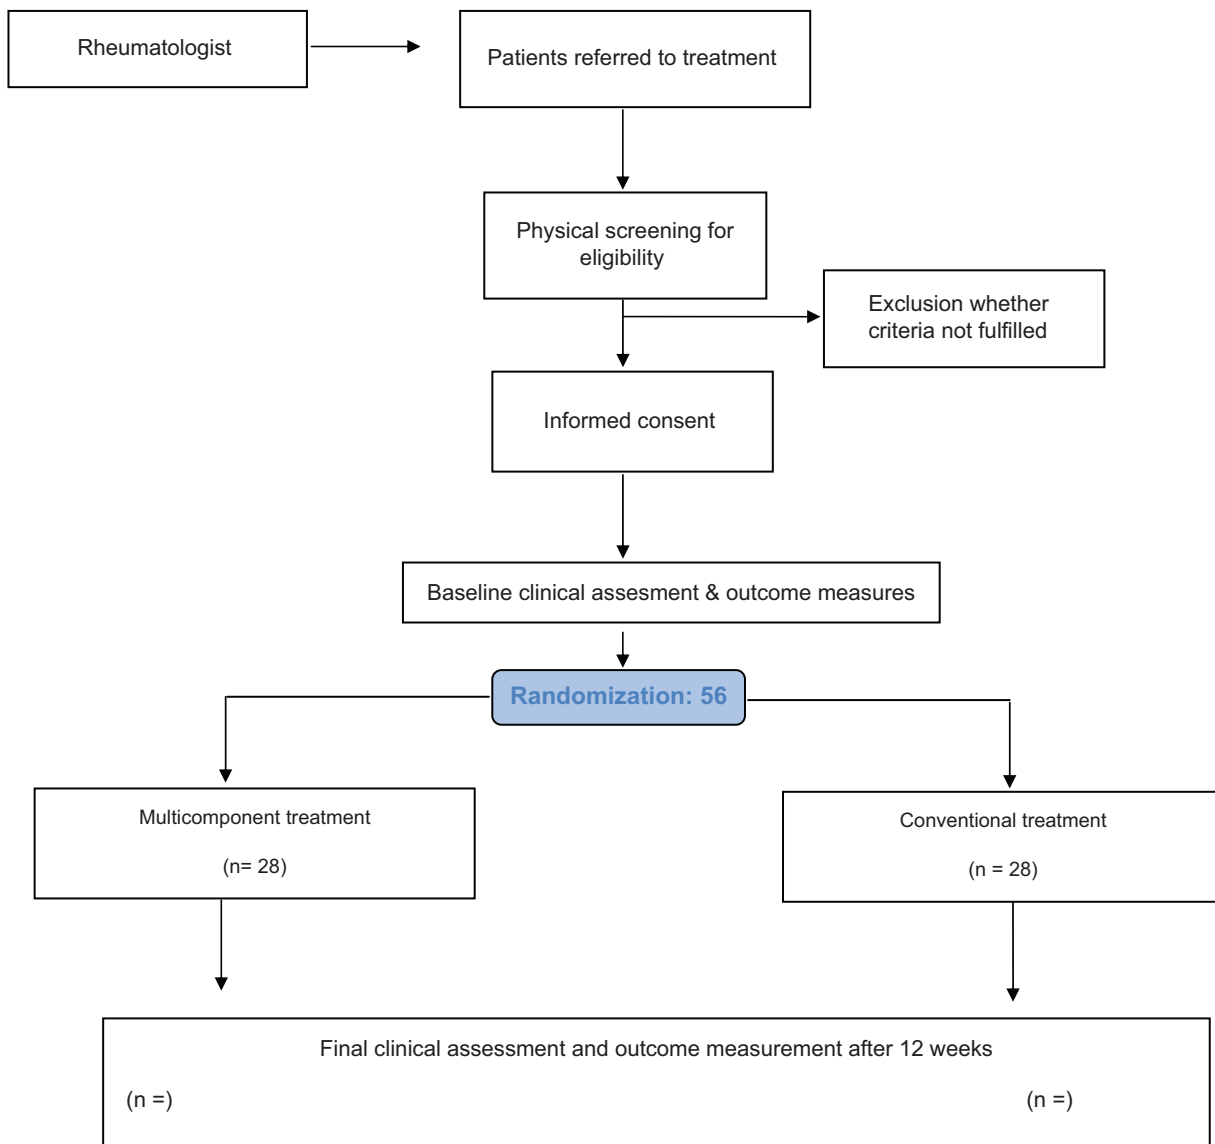 Rheumatologist
Patients referred to treatment
Physical screening for
eligibility
Exclusion whether
criteria not fulfilled
Informed consent
Baseline clinical assesment & outcome measures
Randomization: 56
Multicomponent treatment
(n= 28)
Conventional treatment
(n = 28)
Final clinical assessment and outcome measurement after 12 weeks
(n =)
(n =)